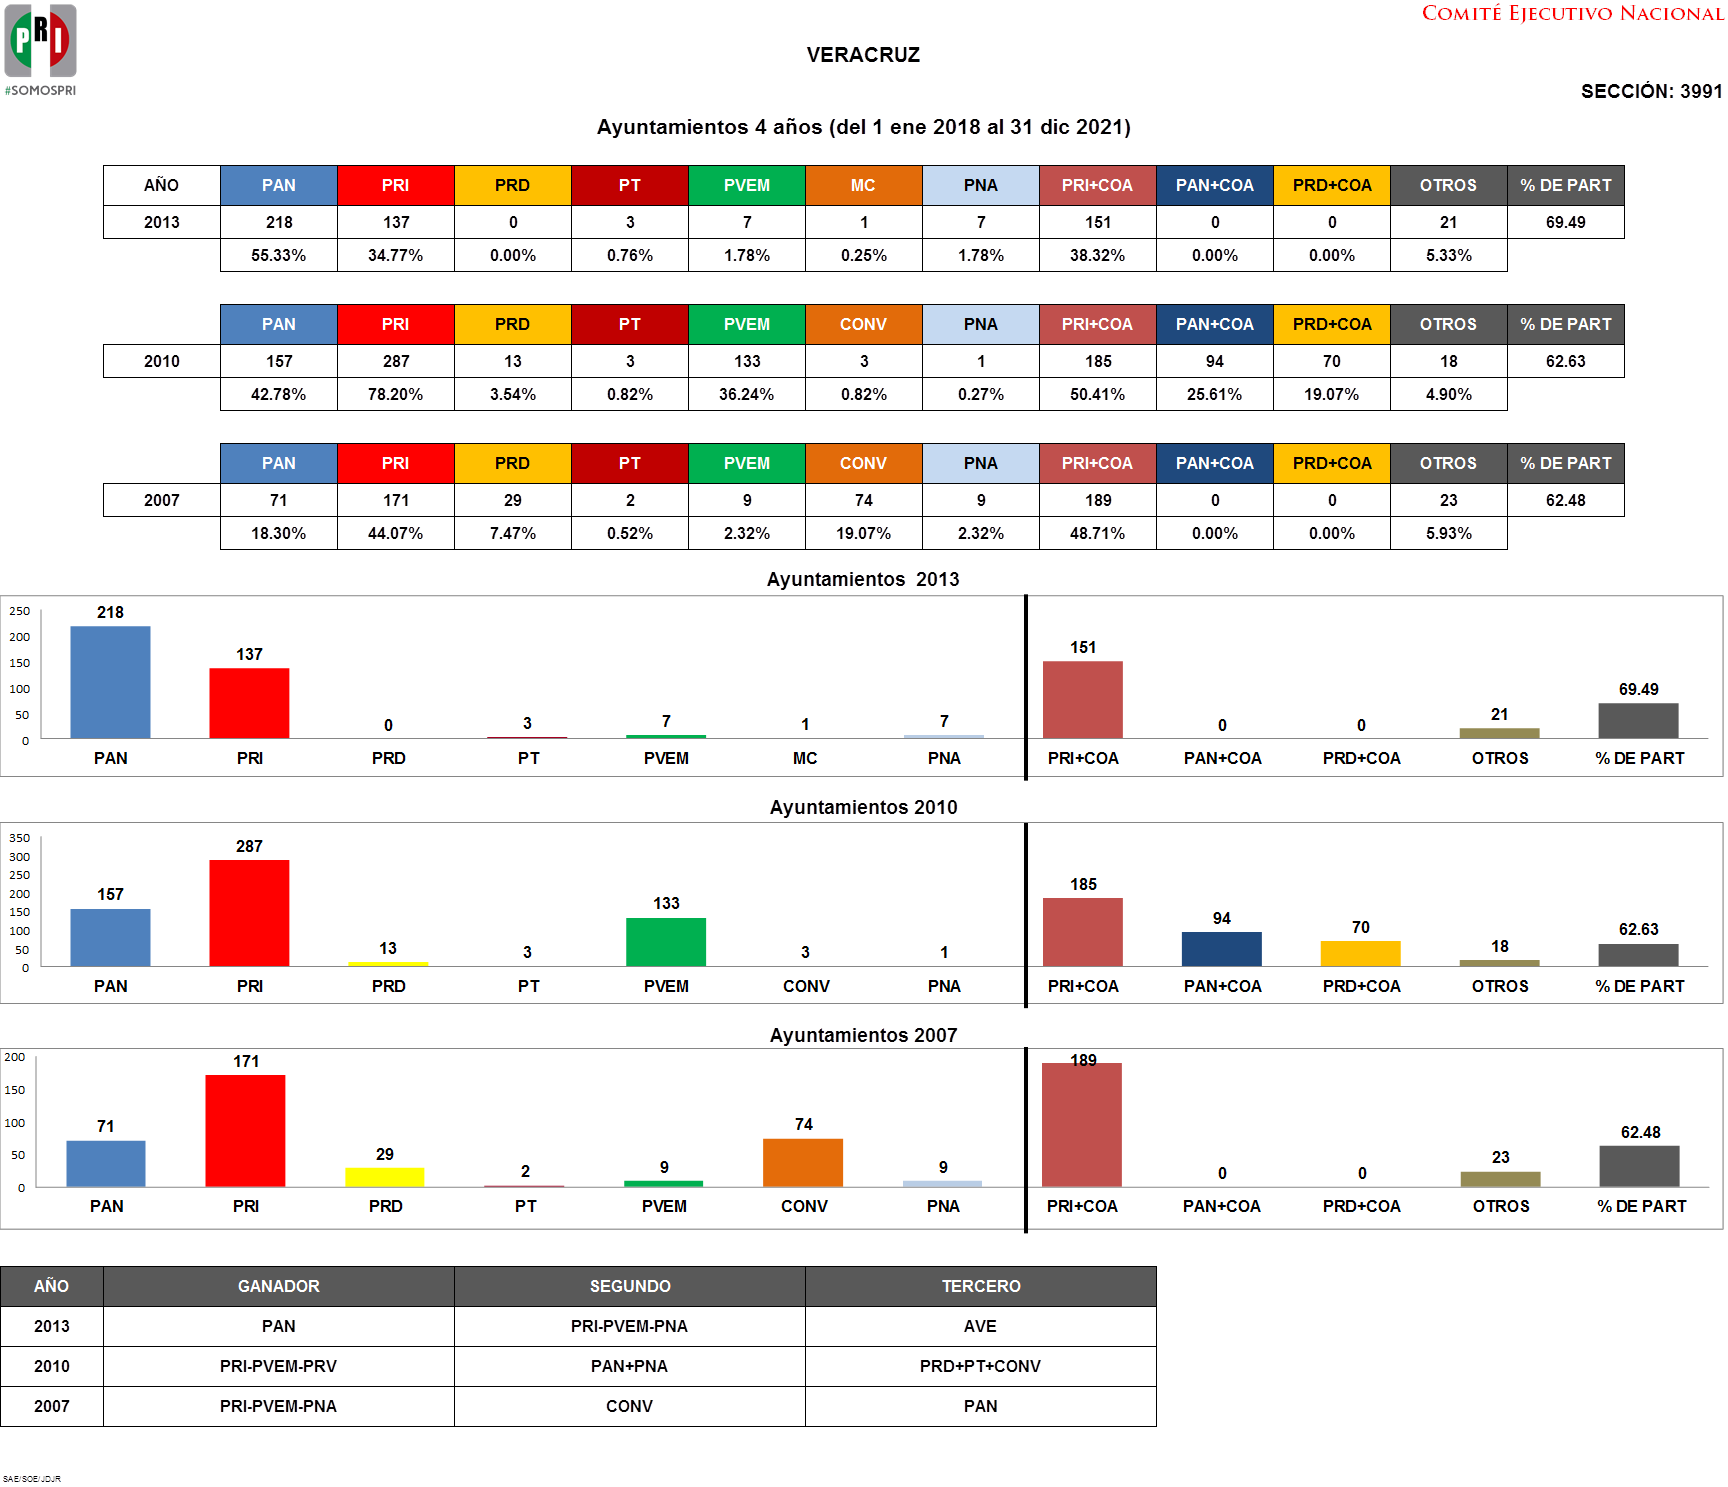 COMITÉ EJECUTIVO NACIONAL
PRI
#SOMOSPRI
VERACRUZ
SECCIÓN: 3991
Ayuntamientos 4 años (del 1 ene 2018 al 31 dic 2021)
AÑO PAN PRI PRD PT PVEM MC PNA PRI+COA PAN+COA PRD+COA OTROS % DE PART
2013 218 137 0 3 7 1 7 151 0 0 21 69.49
55.33% 34.77% 0.00% 0.76% 1.78% 0.25% 1.78% 38.32% 0.00% 0.00% 5.33%
PAN PRI PRD PT PVEM CONV PNA PRI+COA PAN+COA PRD+COA OTROS % DE PART
2010 157 287 13 3 133 3 1 185 94 70 18 62.63
42.78% 78.20% 3.54% 0.82% 36.24% 0.82% 0.27% 50.41% 25.61% 19.07% 4.90%
PAN PRI PRD PT PVEM CONV PNA PRI+COA PAN+COA PRD+COA OTROS % DE PART
2007 71 171 29 2 9 74 9 189 0 0 23 62.48
18.30% 44.07% 7.47% 0.52% 2.32% 19.07% 2.32% 48.71% 0.00% 0.00% 5.93%
Ayuntamientos 2013
250
200
150
100
50
0
218 137 0 3 7 1 7 151 0 0 21 69.49
PAN PRI PRD PT PVEM MC PNA PRI+COA PAN+COA PRD+COA OTROS % DE PART
Ayuntamientos 2010
350
300
250
200
150
100
50
0
157 287 13 3 133 3 1 185 94 70 18 62.63
PAN PRI PRD PT PVEM CONV PNA PRI+COA PAN+COA PRD+COA OTROS % DE PART
Ayuntamientos 2007
200
150
100
50
0
71 171 29 2 9 74 9 189 0 0 23 62.48
PAN PRI PRD PT PVEM CONV PNA PRI+COA PAN+COA PRD+COA OTROS % DE PART
AÑO GANADOR SEGUNDO TERCERO
2013 PAN PRI-PVEM-PNA AVE
2010 PRI-PVEM-PRV PAN+PNA PRD+PT+CONV
2007 PRI-PVEM-PNA CONV PAN
SAE/SOE/JDJR